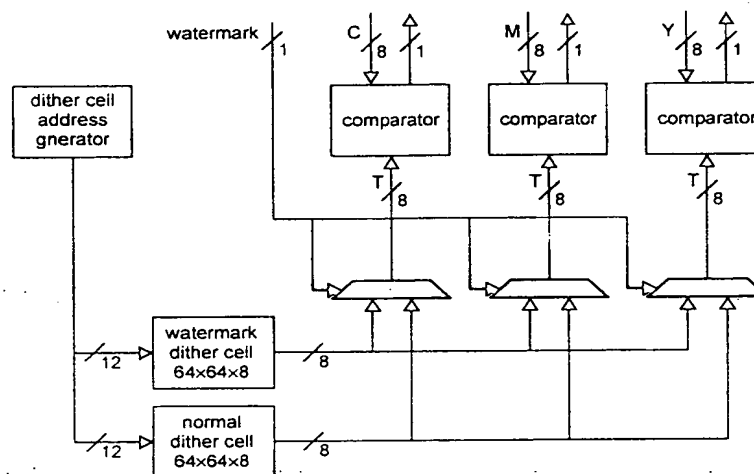 watermark 1 C 8 1 M 8 1 Y 8 1
dither cell
address
gnerator
comparator comparator comparator
T 8 T 8 T 8
watermark
dither cell
64×64×8
12 8
normal
dither cell
64×64×8
12 8